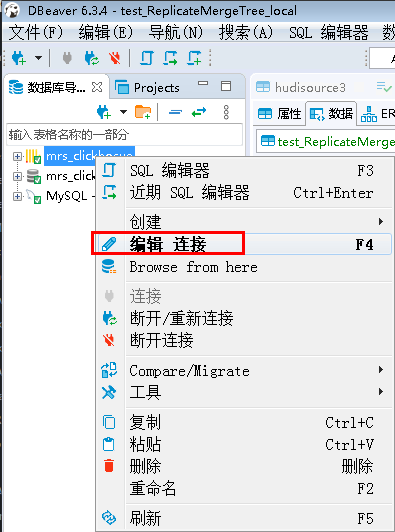 DBeaver 6.3.4 - test_ReplicateMergeTree_local
文件(F) 编辑(E) 导航(N) 搜索(A) SQL 编辑器
数据库导... Projects hudisource3
属性 数据 ER
输入表格名称的一部分
test_ReplicateMerge
mrs_clickhouse
mrs_click
MySQL -
SQL 编辑器 F3
近期 SQL 编辑器 Ctrl+Enter
创建
编辑 连接 F4
Browse from here
连接
断开/重新连接
断开连接
Compare/Migrate
工具
复制 Ctrl+C
粘贴 Ctrl+V
删除 删除
重命名 F2
刷新 F5